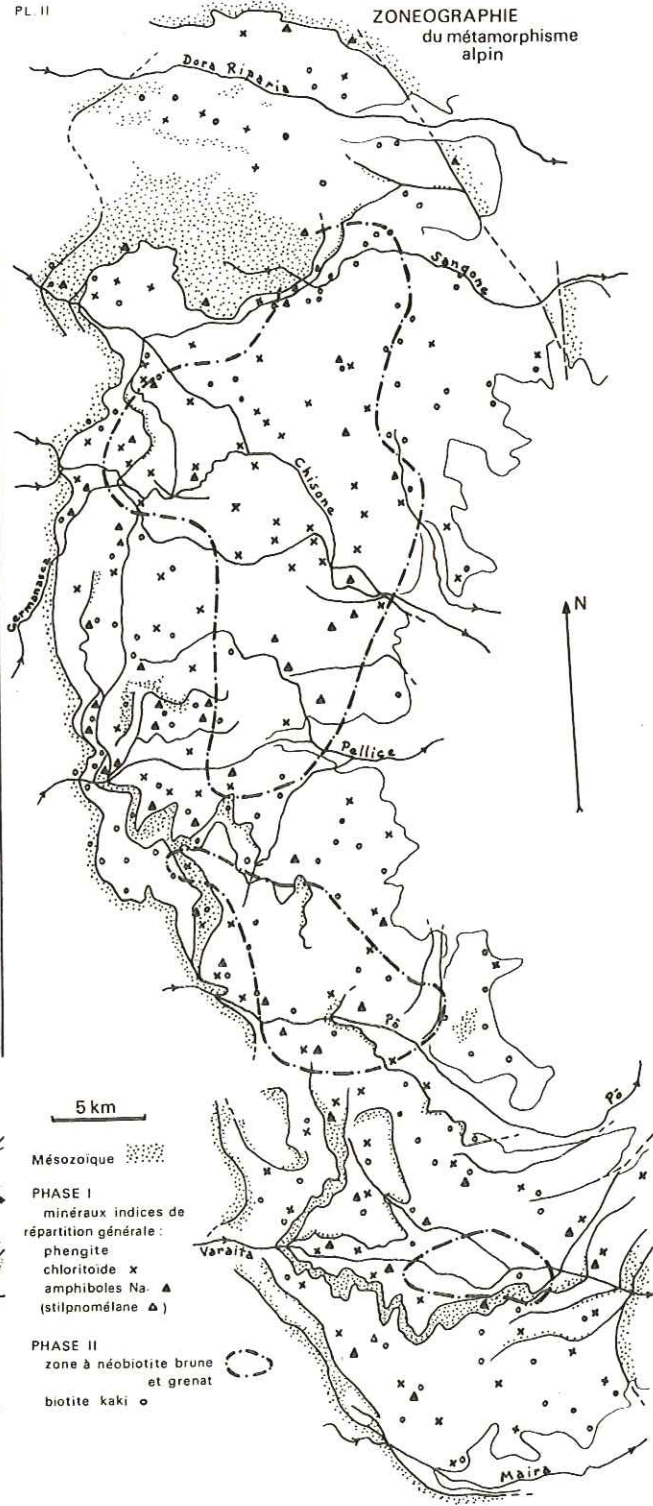 PL. II
ZONEOGRAPHIE
du métamorphisme
alpin
Dora Riparia
Sangone
Chisone
Germanasca
N
Pellice
Pô
Pô
5 km
Mésozoïque
PHASE I
minéraux indices de
répartition générale :
phengite
chloritoïde x
amphiboles Na. ▲
(stilpnomélane △)
Varaita
PHASE II
zone à néobiotite brune
et grenat
biotite kaki o
Maira